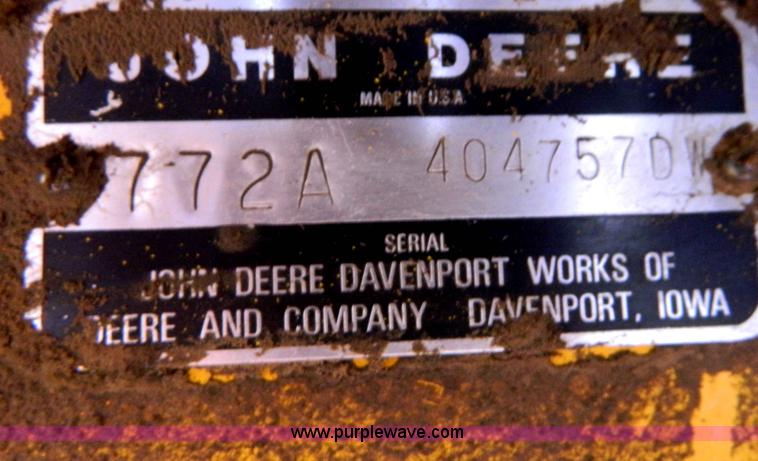 JOHN DEERE
MADE IN U.S.A.
772A 404757DW
SERIAL
JOHN DEERE DAVENPORT WORKS OF
DEERE AND COMPANY DAVENPORT, IOWA
www.purplewave.com